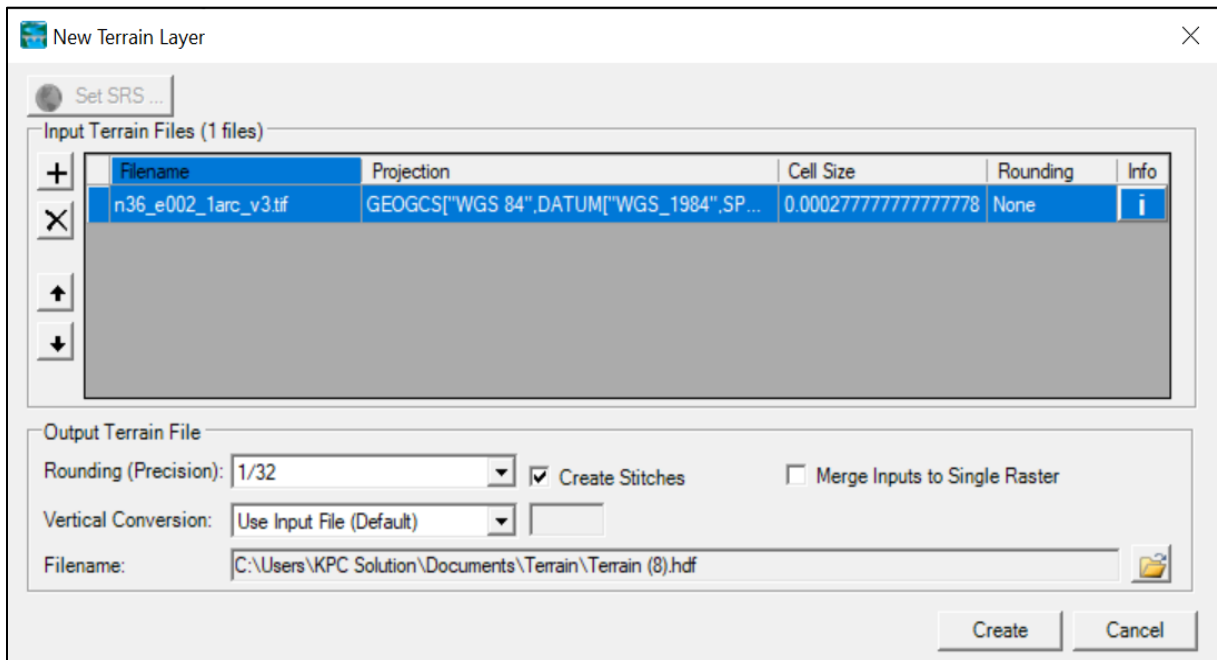 New Terrain Layer
Set SRS ...
Input Terrain Files (1 files)
Filename Projection Cell Size Rounding Info
n36_e002_1arc_v3.tif GEOGCS["WGS 84",DATUM["WGS_1984",SP... 0.000277777777777778 None i
Output Terrain File
Rounding (Precision): 1/32 Create Stitches Merge Inputs to Single Raster
Vertical Conversion: Use Input File (Default)
Filename: C:\Users\KPC Solution\Documents\Terrain\Terrain (8).hdf
Create Cancel